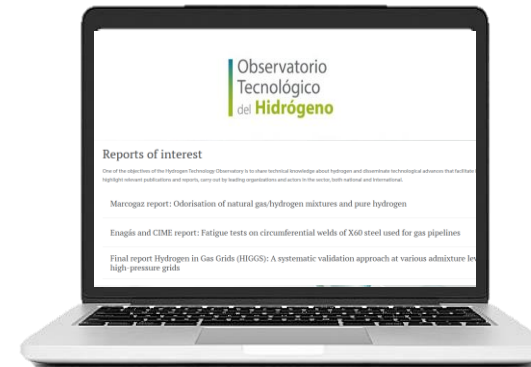 Observatorio
Tecnológico
del Hidrógeno
Reports of interest
One of the objectives of the Hydrogen Technology Observatory is to share technical knowledge about hydrogen and disseminate technological advances that facilitate
highlight relevant publications and reports, carry out by leading organizations and actors in the sector, both national and international.
Marcogaz report: Odorisation of natural gas/hydrogen mixtures and pure hydrogen
Enagás and CIME report: Fatigue tests on circumferential welds of X60 steel used for gas pipelines
Final report Hydrogen in Gas Grids (HIGGS): A systematic validation approach at various admixture lev
high-pressure grids